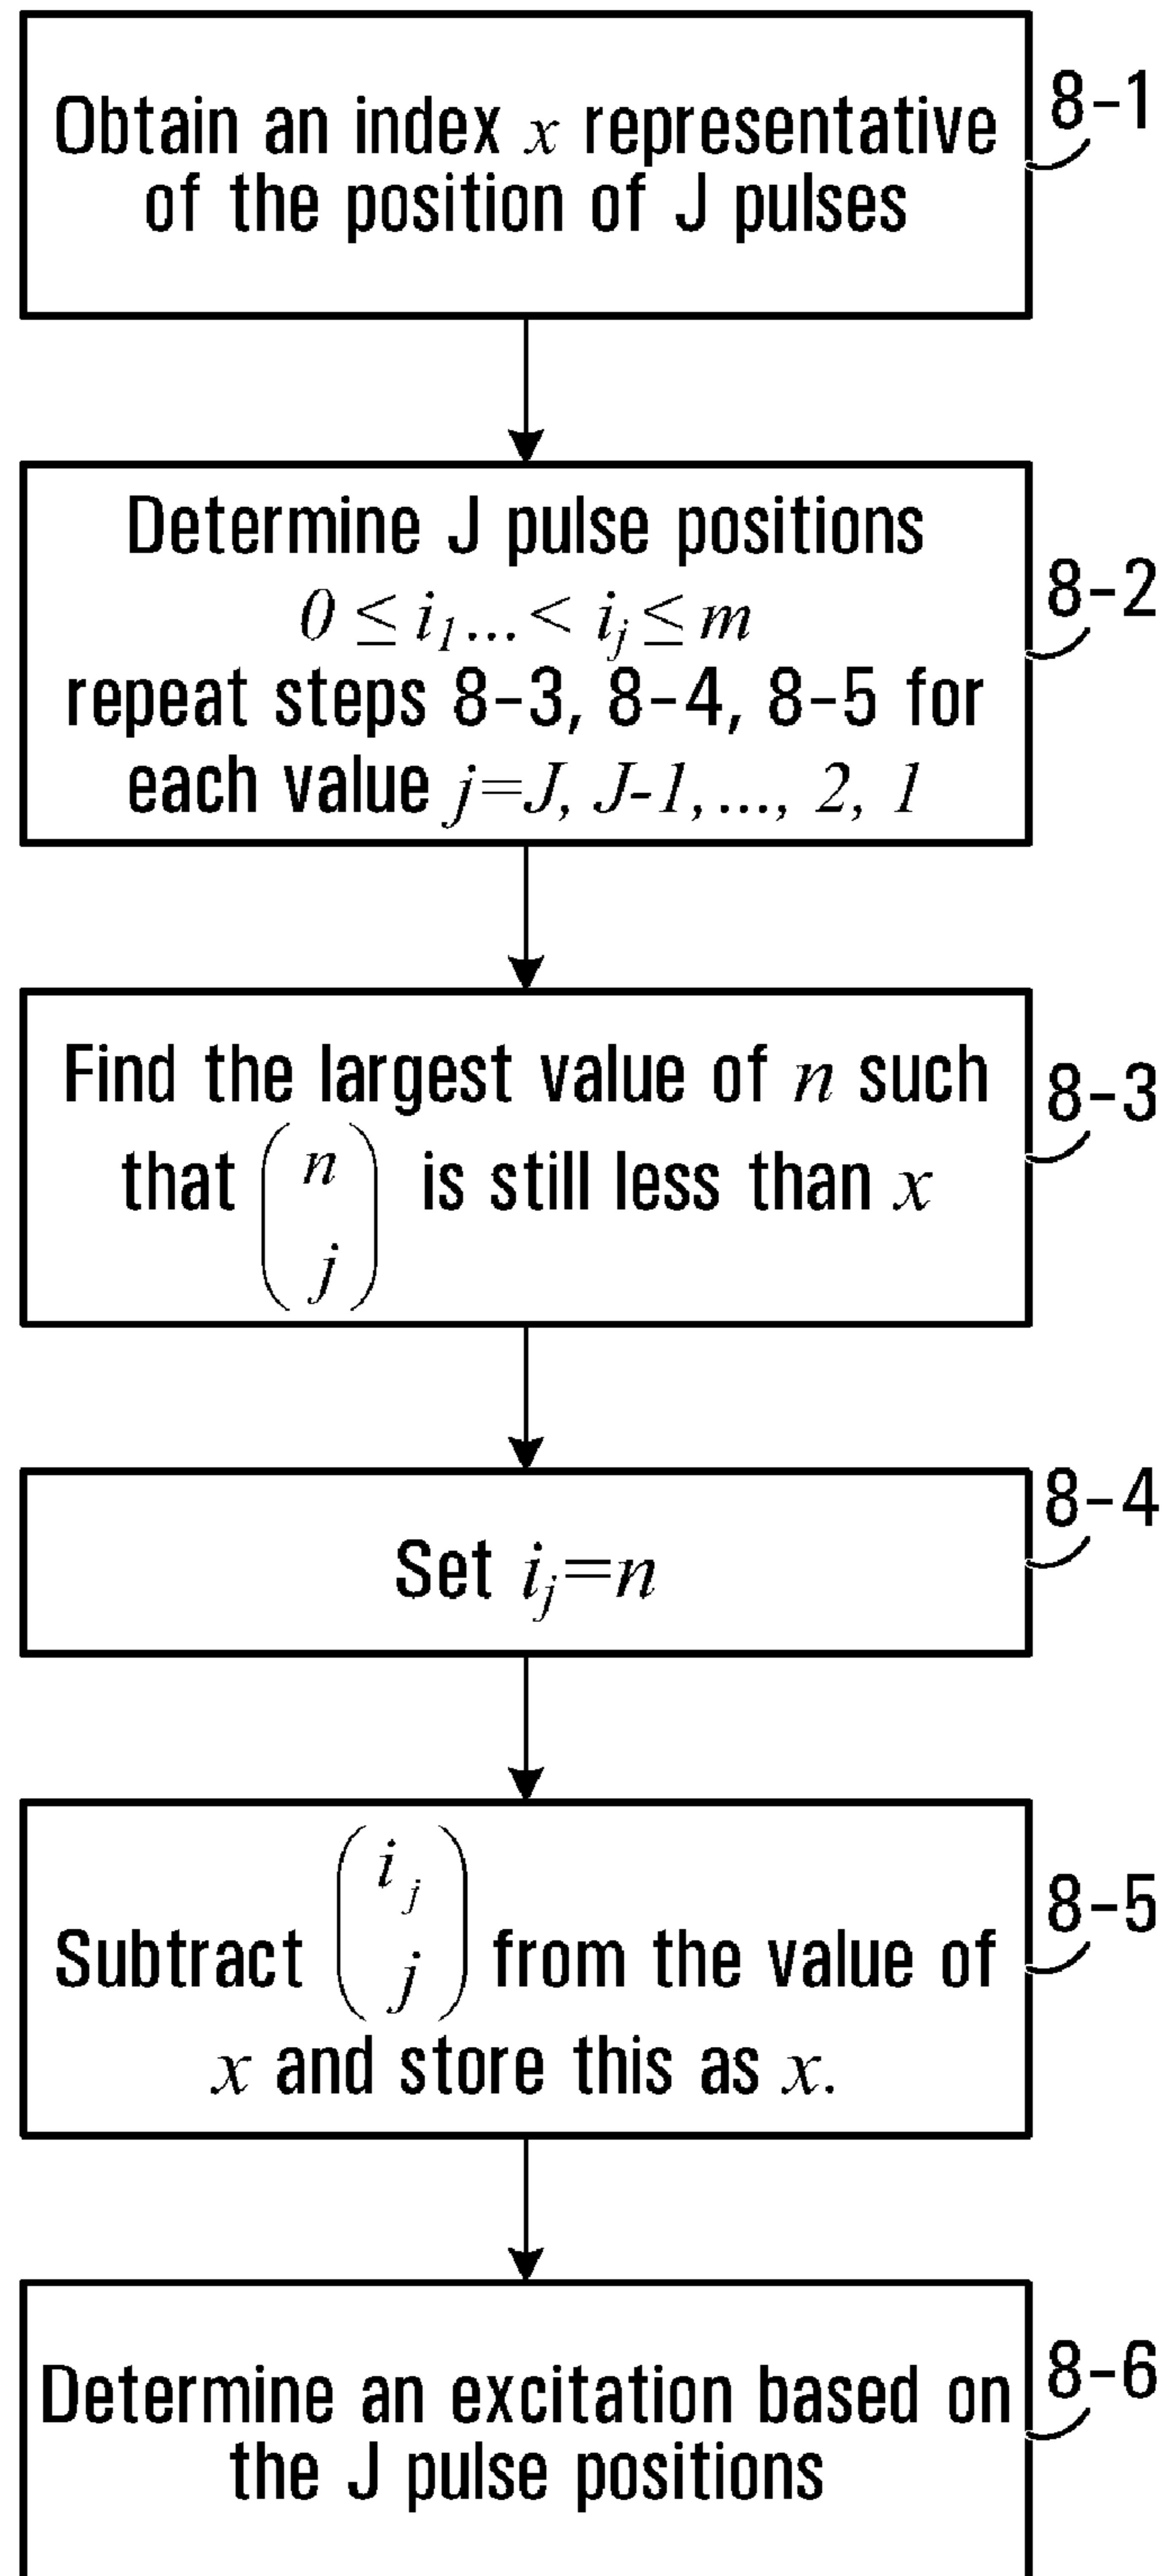 Obtain an index x representative
of the position of J pulses
8-1
Determine J pulse positions
0 ≤ i₁... < iⱼ ≤ m
repeat steps 8-3, 8-4, 8-5 for
each value j=J, J-1,..., 2, 1
8-2
Find the largest value of n such
that (n j) is still less than x
8-3
Set iⱼ=n
8-4
Subtract (iⱼ j) from the value of
x and store this as x.
8-5
Determine an excitation based on
the J pulse positions
8-6